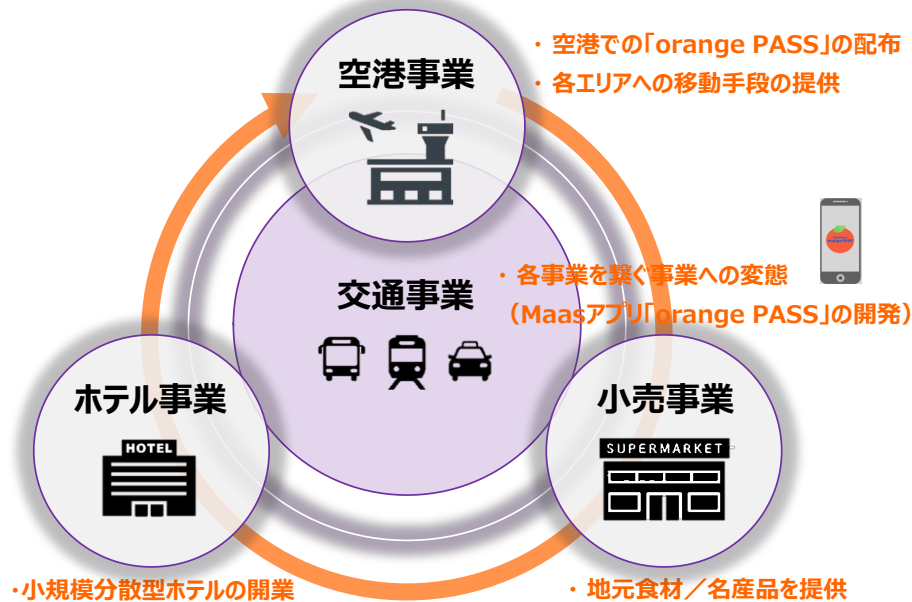 空港事業
・ 空港での「orange PASS」の配布
・ 各エリアへの移動手段の提供
交通事業
・ 各事業を繋ぐ事業への変態
（Maasアプリ「orange PASS」の開発）
ホテル事業
HOTEL
小売事業
SUPERMARKET
・小規模分散型ホテルの開業
・ 地元食材／名産品を提供